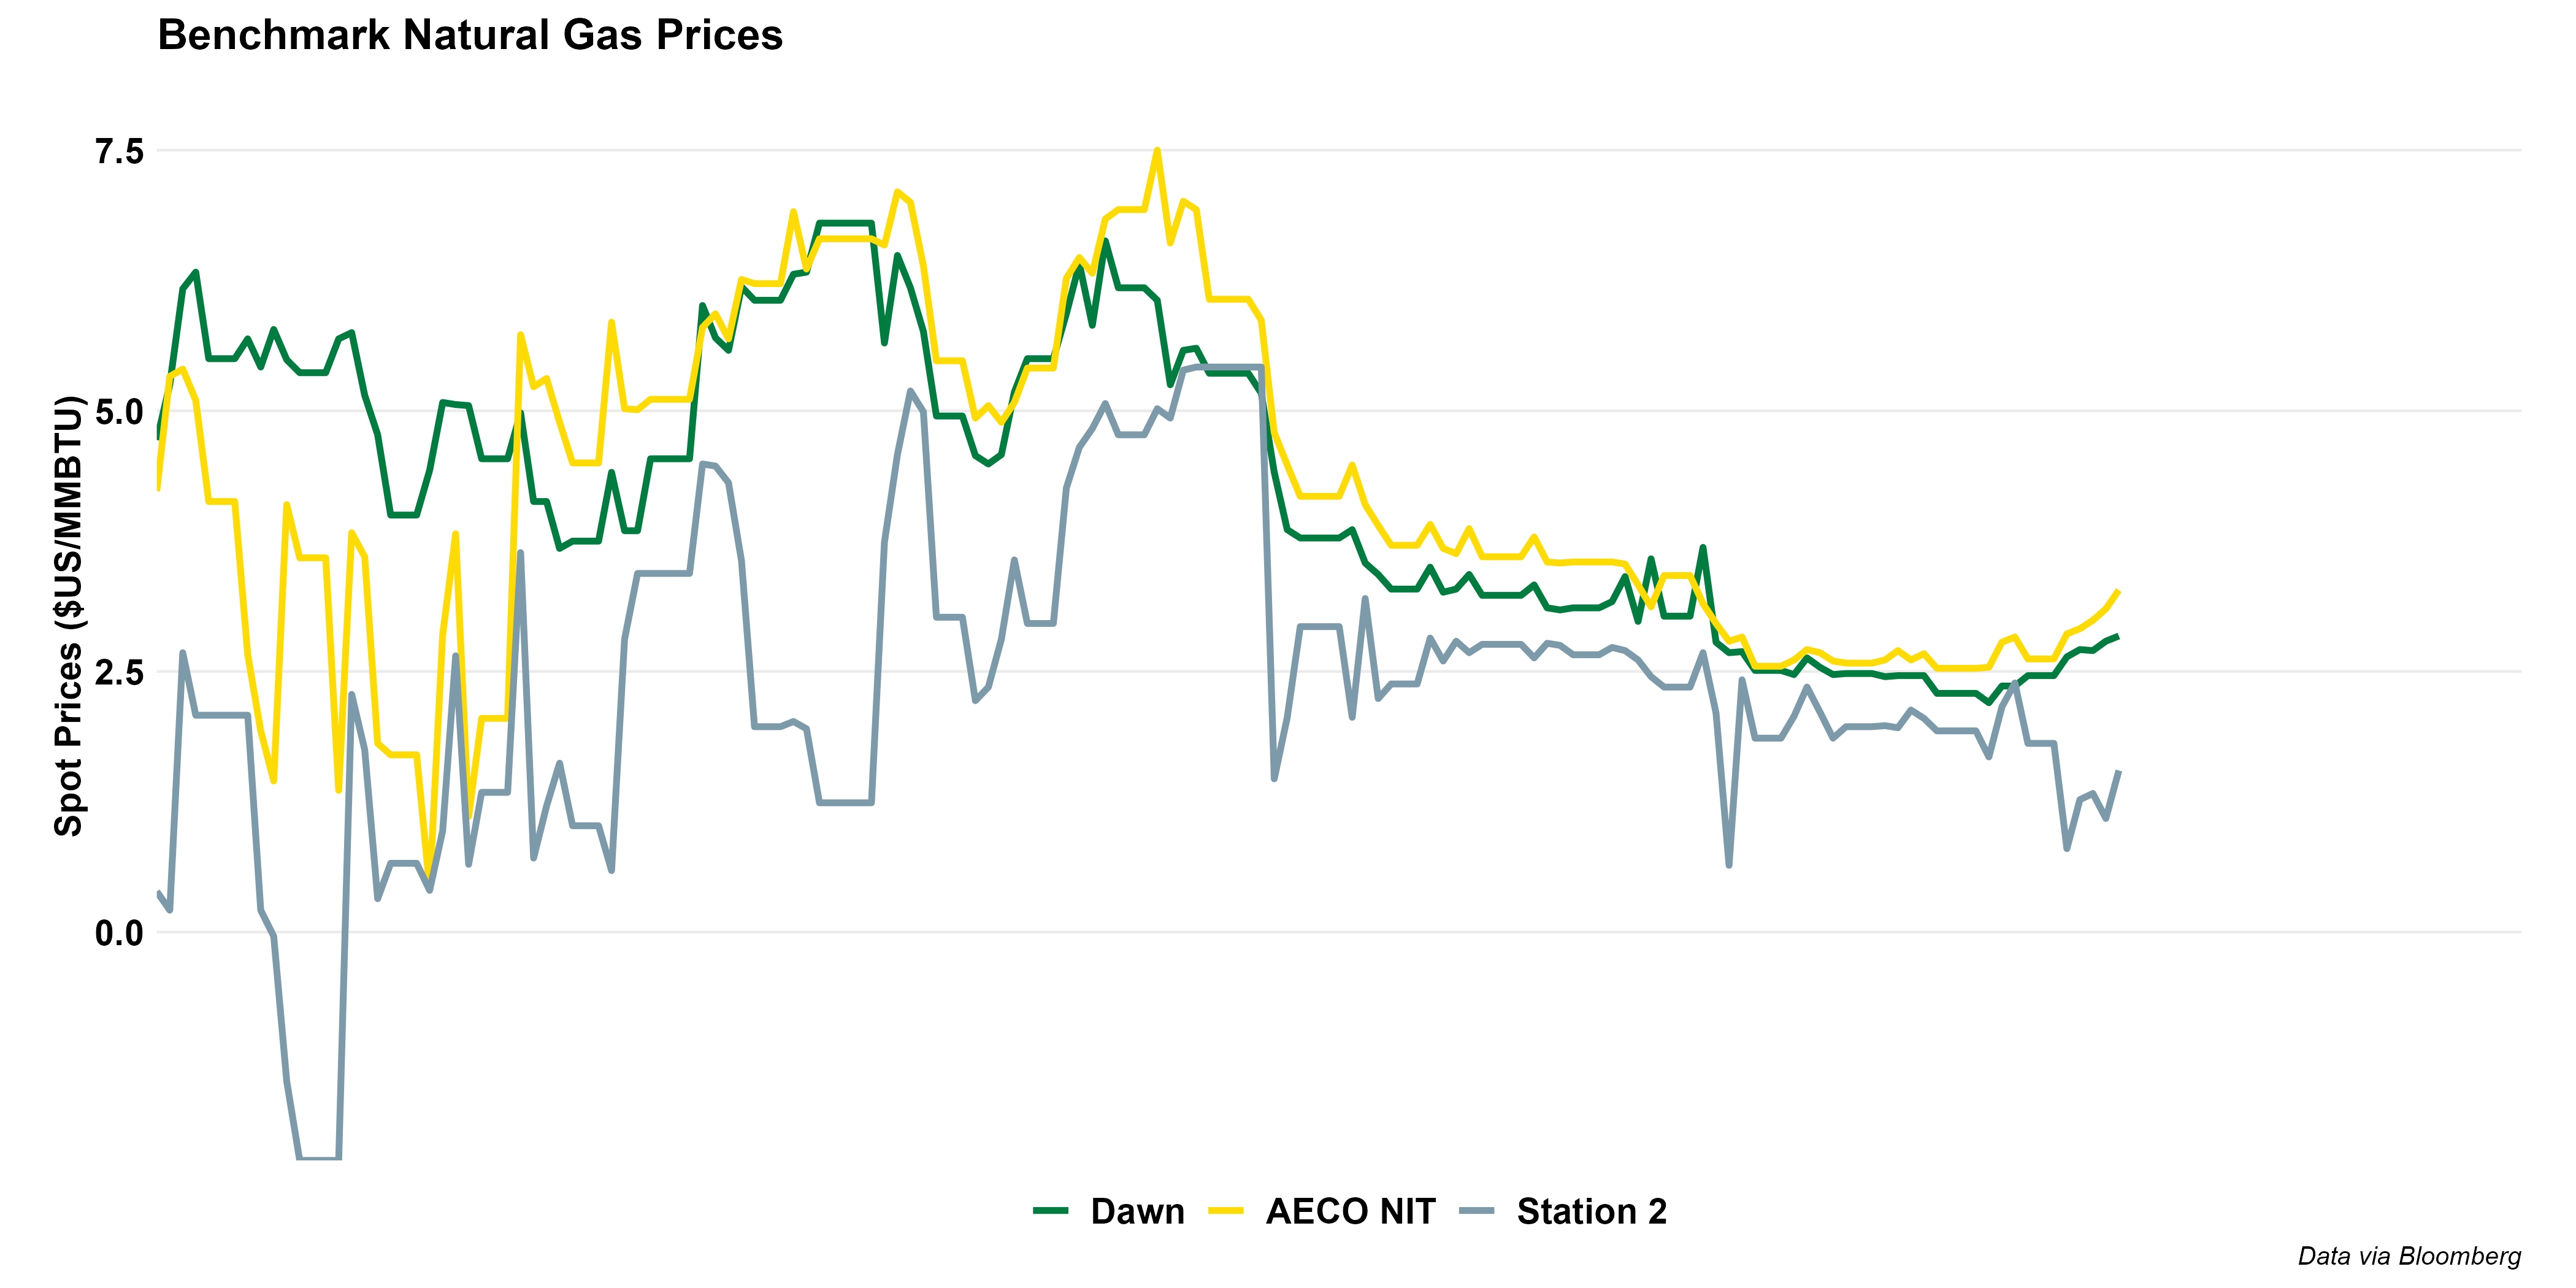 Benchmark Natural Gas Prices
Spot Prices ($US/MMBTU)
7.5
5.0
2.5
0.0
Dawn AECO NIT Station 2
Data via Bloomberg